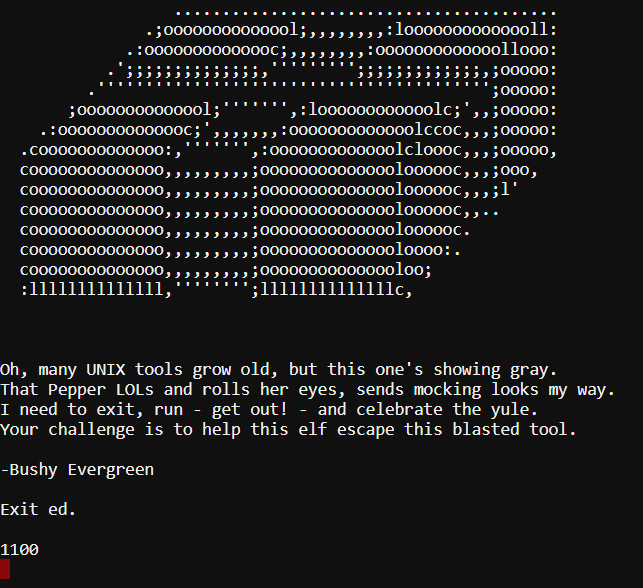 Oh, many UNIX tools grow old, but this one's showing gray.
That Pepper LOLs and rolls her eyes, sends mocking looks my way.
I need to exit, run - get out! - and celebrate the yule.
Your challenge is to help this elf escape this blasted tool.
-Bushy Evergreen
Exit ed.
1100